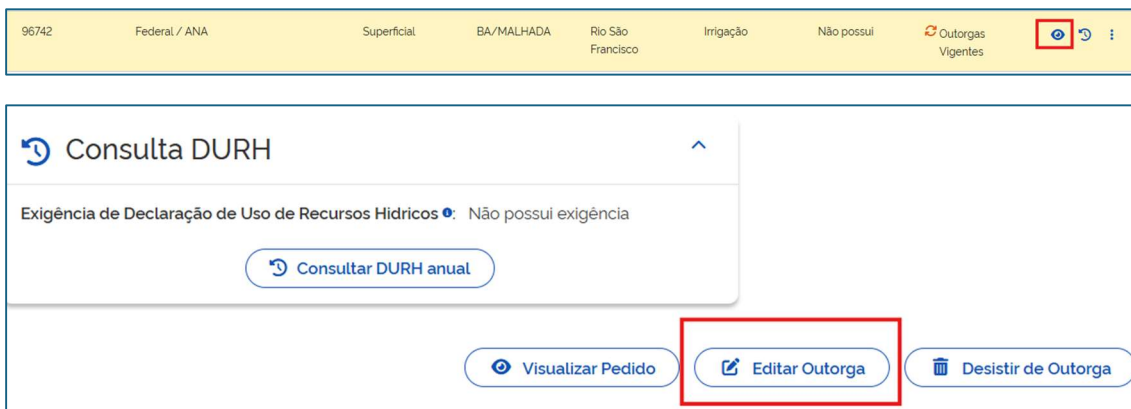 96742 Federal / ANA Superficial BA/MALHADA Rio São Francisco Irrigação Não possui Outorgas Vigentes
Consulta DURH
Exigência de Declaração de Uso de Recursos Hidricos : Não possui exigência
Consultar DURH anual
Visualizar Pedido Editar Outorga Desistir de Outorga